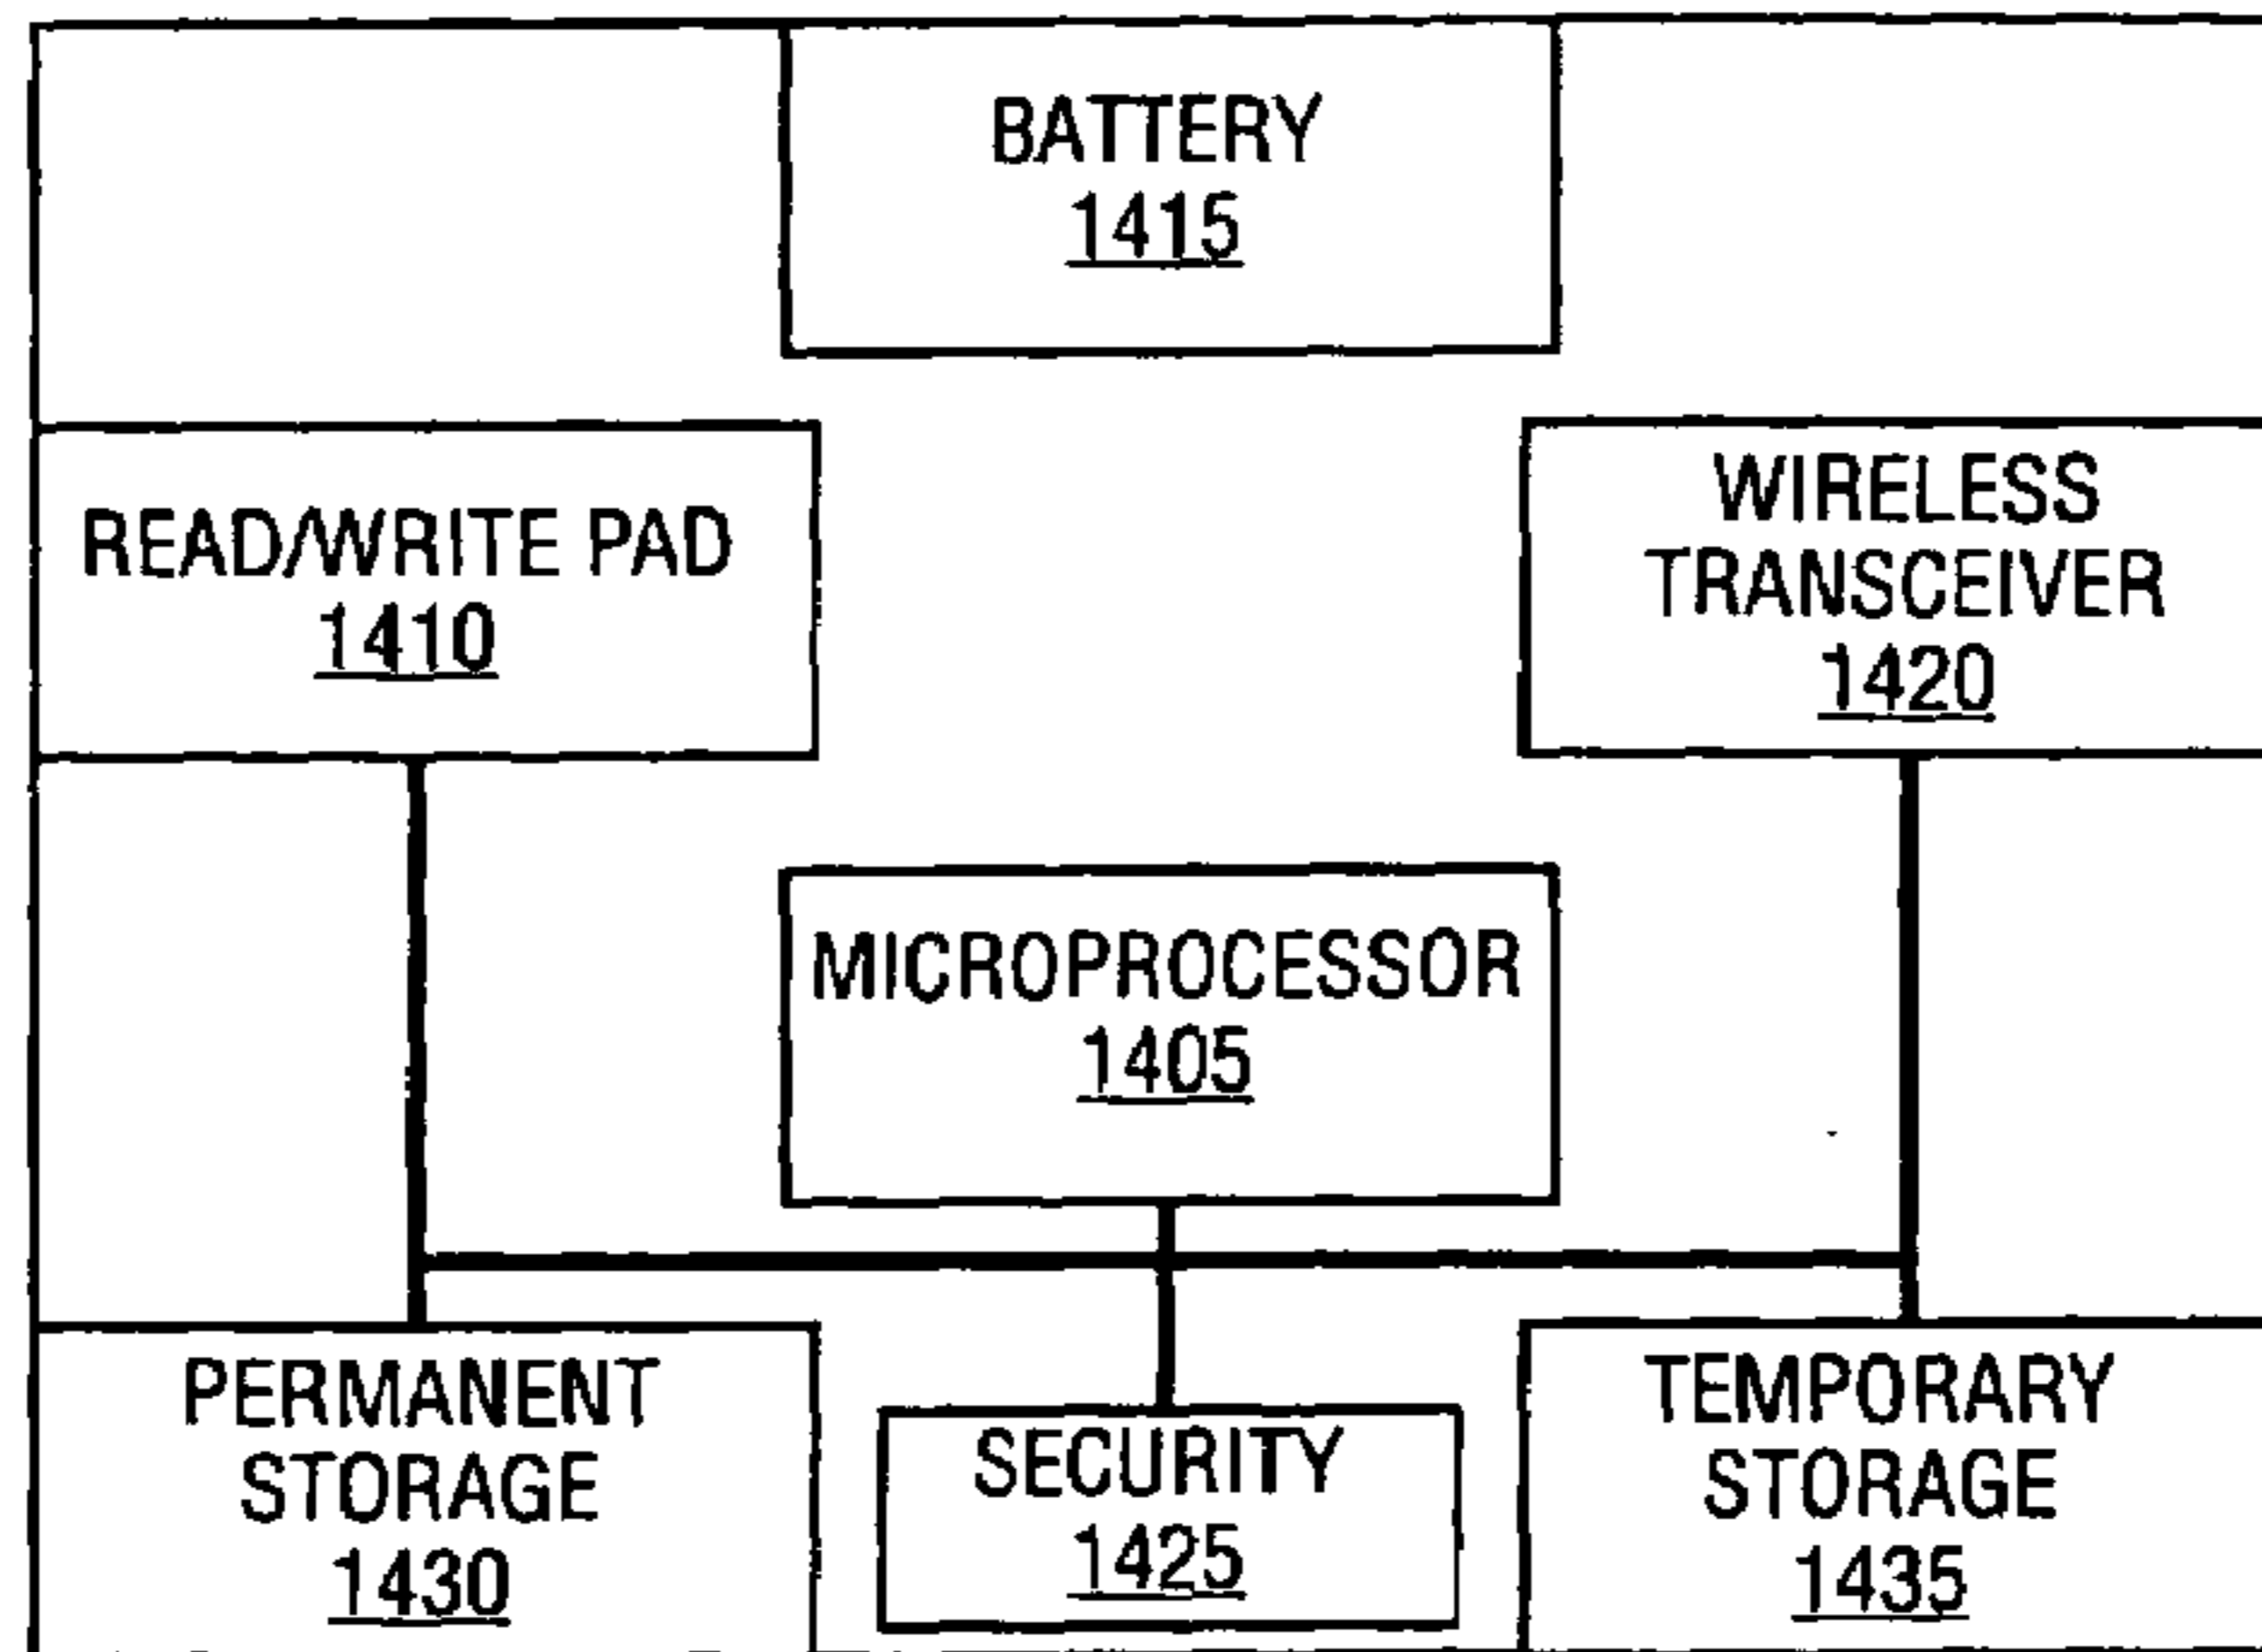 BATTERY
1415
READ/WRITE PAD
1410
WIRELESS
TRANSCEIVER
1420
MICROPROCESSOR
1405
PERMANENT
STORAGE
1430
SECURITY
1425
TEMPORARY
STORAGE
1435